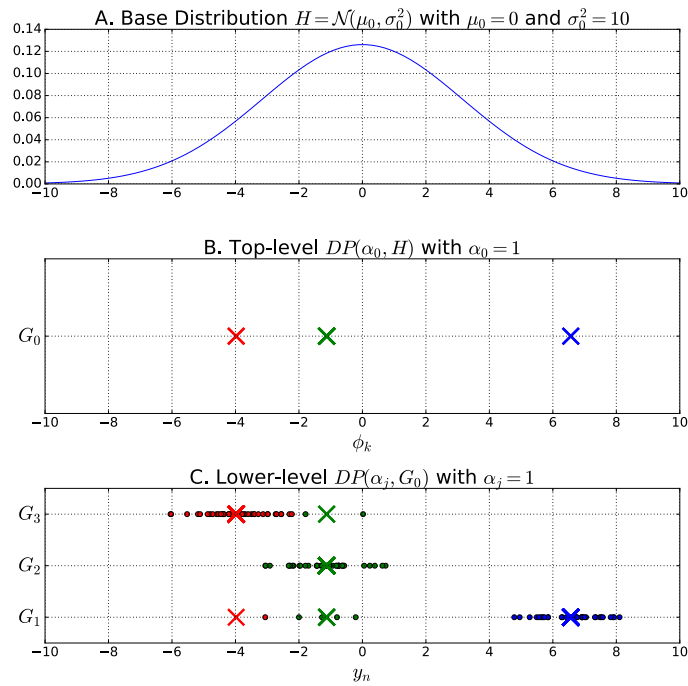 A. Base Distribution H = N(μ₀, σ₀²) with μ₀ = 0 and σ₀² = 10
0.14
0.12
0.10
0.08
0.06
0.04
0.02
0.00
−10 −8 −6 −4 −2 0 2 4 6 8 10
B. Top-level DP(α₀, H) with α₀ = 1
G₀
−10 −8 −6 −4 −2 0 2 4 6 8 10
ϕₖ
C. Lower-level DP(αⱼ, G₀) with αⱼ = 1
G₃
G₂
G₁
−10 −8 −6 −4 −2 0 2 4 6 8 10
yₙ